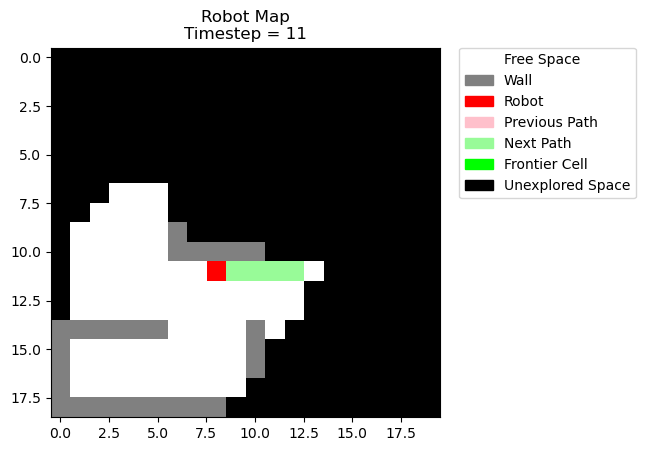 Robot Map
Timestep = 11
Free Space
Wall
Robot
Previous Path
Next Path
Frontier Cell
Unexplored Space
0.0
2.5
5.0
7.5
10.0
12.5
15.0
17.5
0.0
2.5
5.0
7.5
10.0
12.5
15.0
17.5